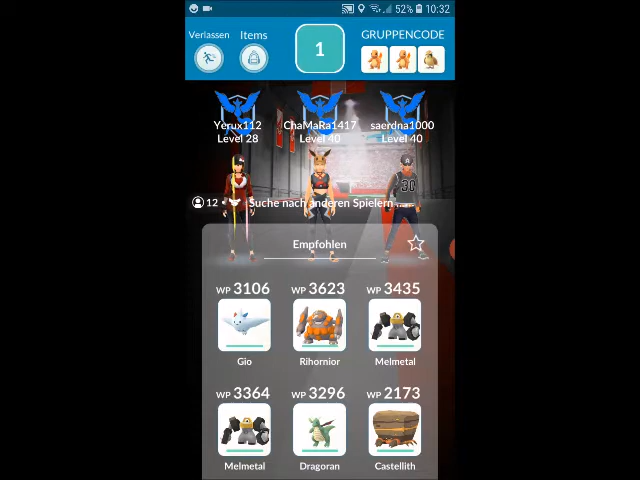 52% 10:32
Verlassen Items 1 GRUPPENCODE
Yerux112 ChaMaRa1417 saerdna1000
Level 28 Level 40 Level 40
12 Suche nach anderen Spielern
Empfohlen
WP 3106 WP 3623 WP 3435
Gio Rihornior Melmetal
WP 3364 WP 3296 WP 2173
Melmetal Dragoran Castellith